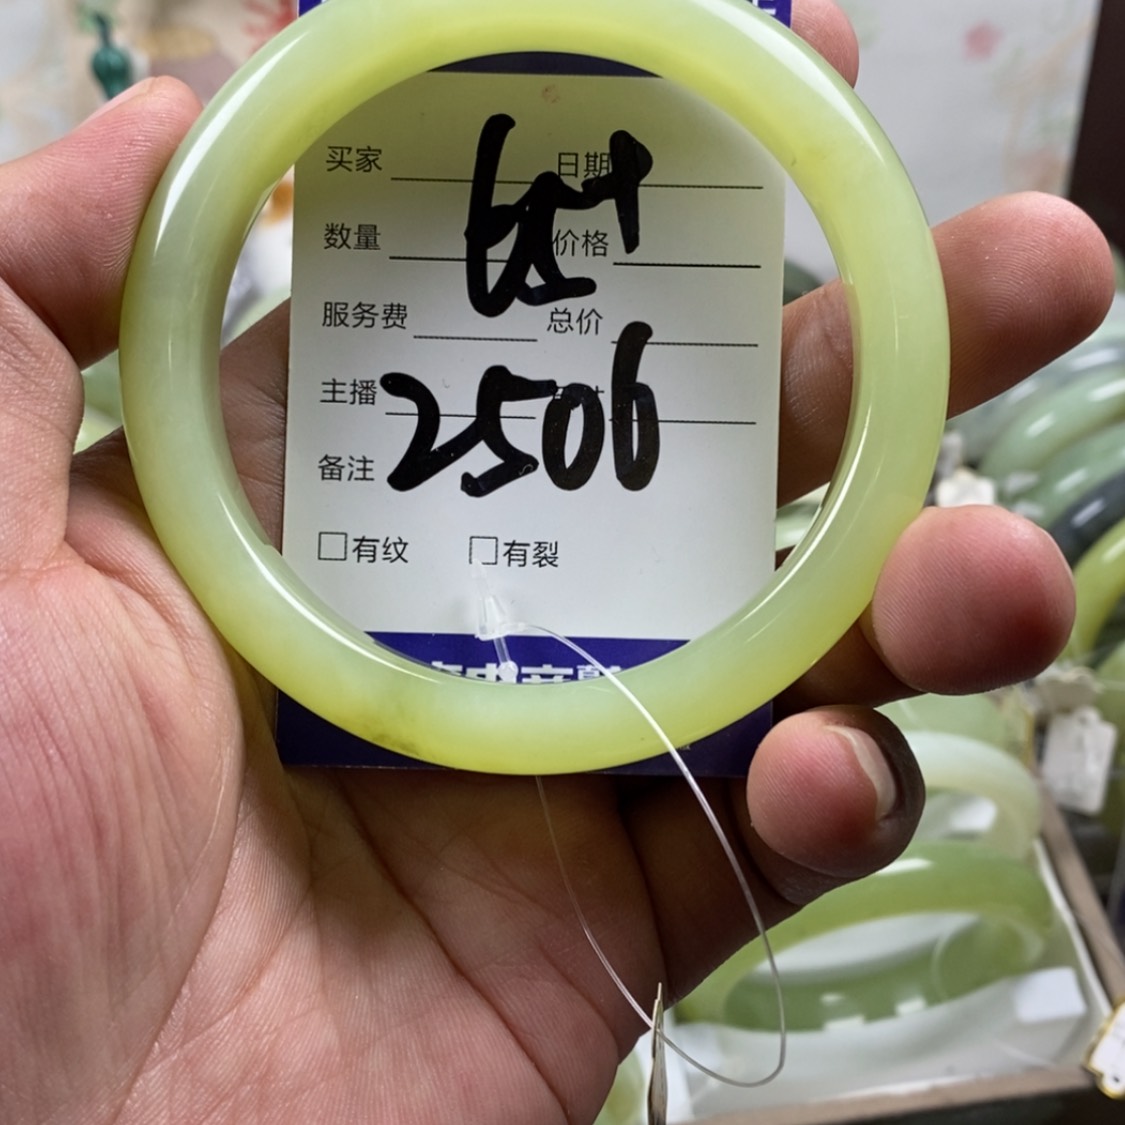 买家 日期
数量 价格
服务费 总价
主播
2506
备注
□有纹 □有裂